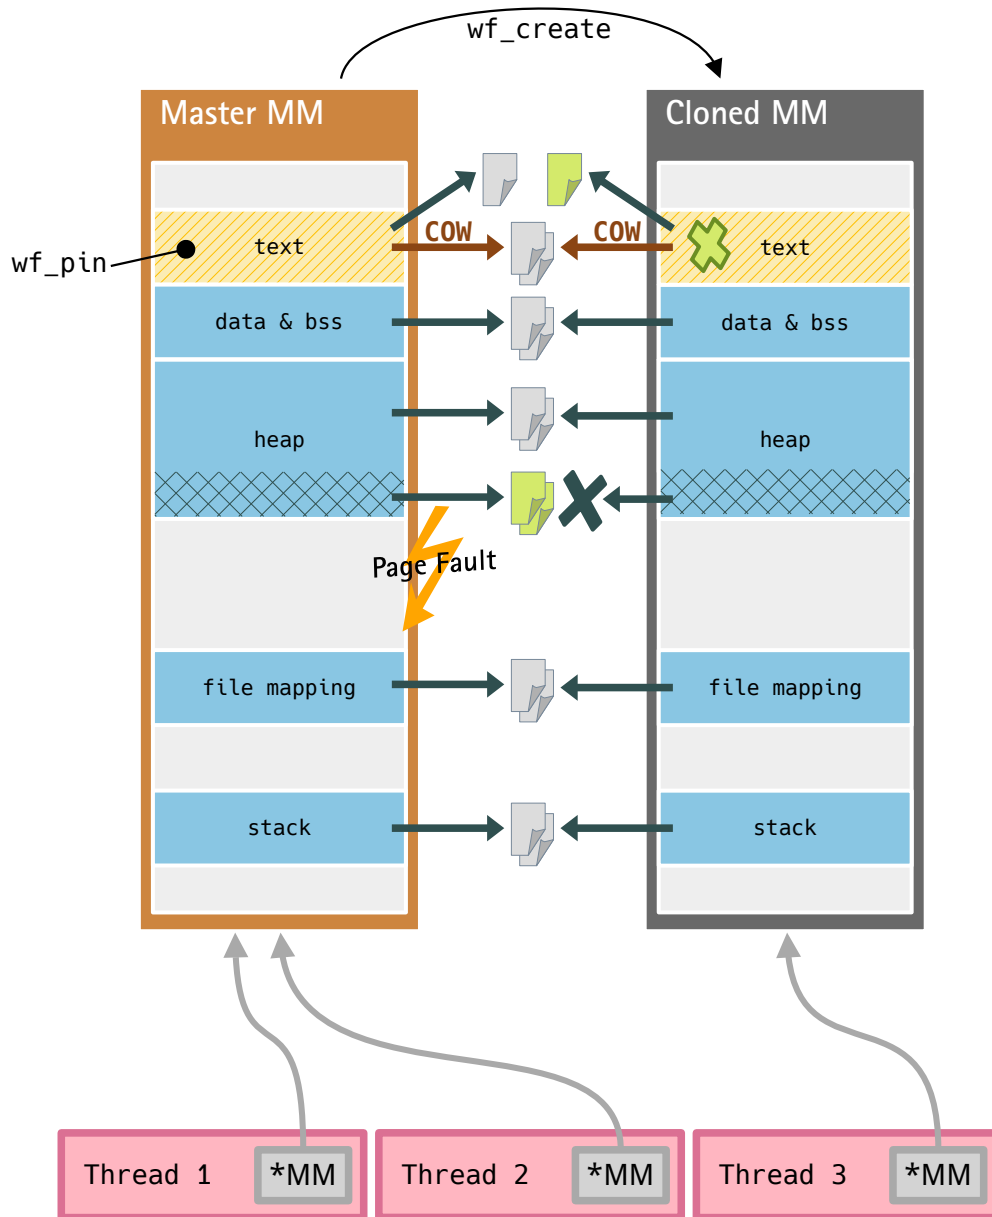 wf_create
Master MM
Cloned MM
COW
COW
text
text
wf_pin
data & bss
data & bss
heap
heap
Page Fault
file mapping
file mapping
stack
stack
Thread 1
*MM
Thread 2
*MM
Thread 3
*MM